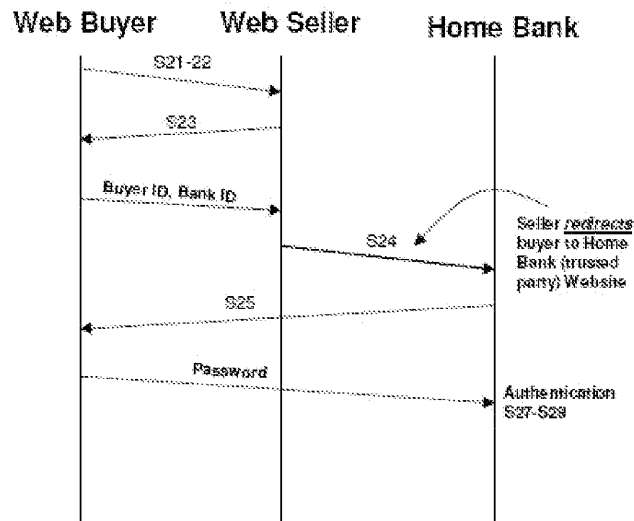 Web Buyer Web Seller Home Bank
S21-22
S23
Buyer ID, Bank ID
S24
Seller redirects
buyer to Home
Bank (trusted
party) Website
S25
Password
Authentication
S27-S28